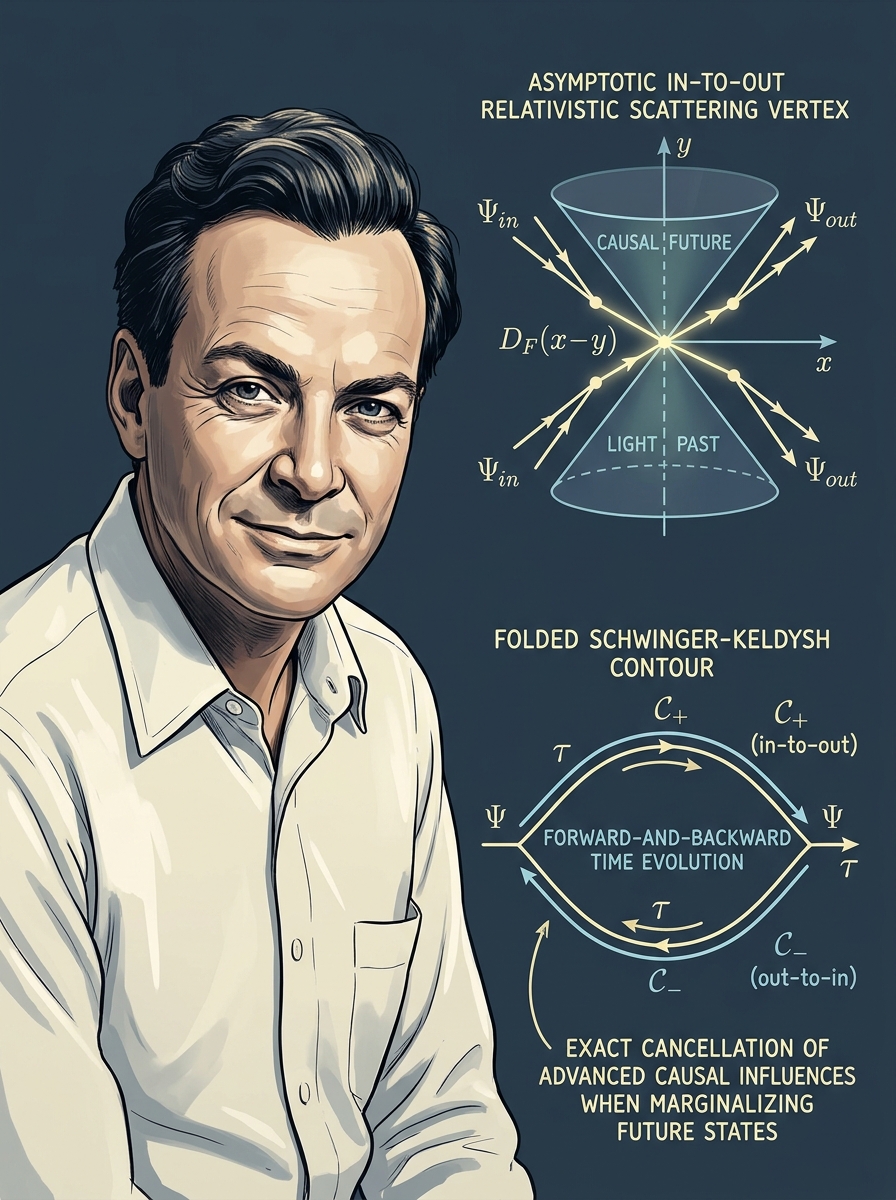 ASYMPTOTIC IN-TO-OUT
RELATIVISTIC SCATTERING VERTEX
y
Ψin
Ψout
CAUSAL FUTURE
D_F(x−y)
x
LIGHT PAST
Ψin
Ψout
FOLDED SCHWINGER-KELDYSH
CONTOUR
C₊
C₊
(in-to-out)
τ
Ψ
Ψ
FORWARD-AND-BACKWARD
TIME EVOLUTION
τ
τ
C₋
C₋
(out-to-in)
EXACT CANCELLATION OF
ADVANCED CAUSAL INFLUENCES
WHEN MARGINALIZING
FUTURE STATES